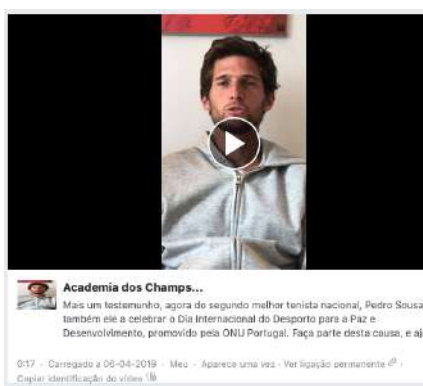 Academia dos Champs...
Mais um testemunho, agora do segundo melhor tenista nacional, Pedro Sousa
também ele a celebrar o Dia Internacional do Desporto para a Paz e
Desenvolvimento, promovido pela ONU Portugal. Faça parte desta causa, e aj
0:17 · Carregado a 06-04-2019 · Meu · Aparece uma vez · Ver ligação permanente ·
Copiar identificação do vídeo